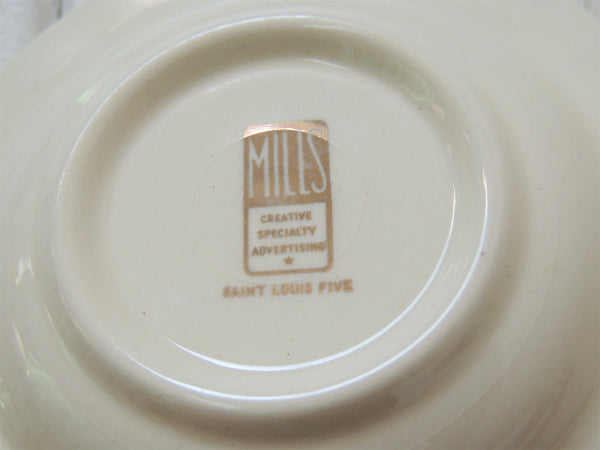 MILLS
CREATIVE
SPECIALTY
ADVERTISING
SAINT LOUIS FIVE